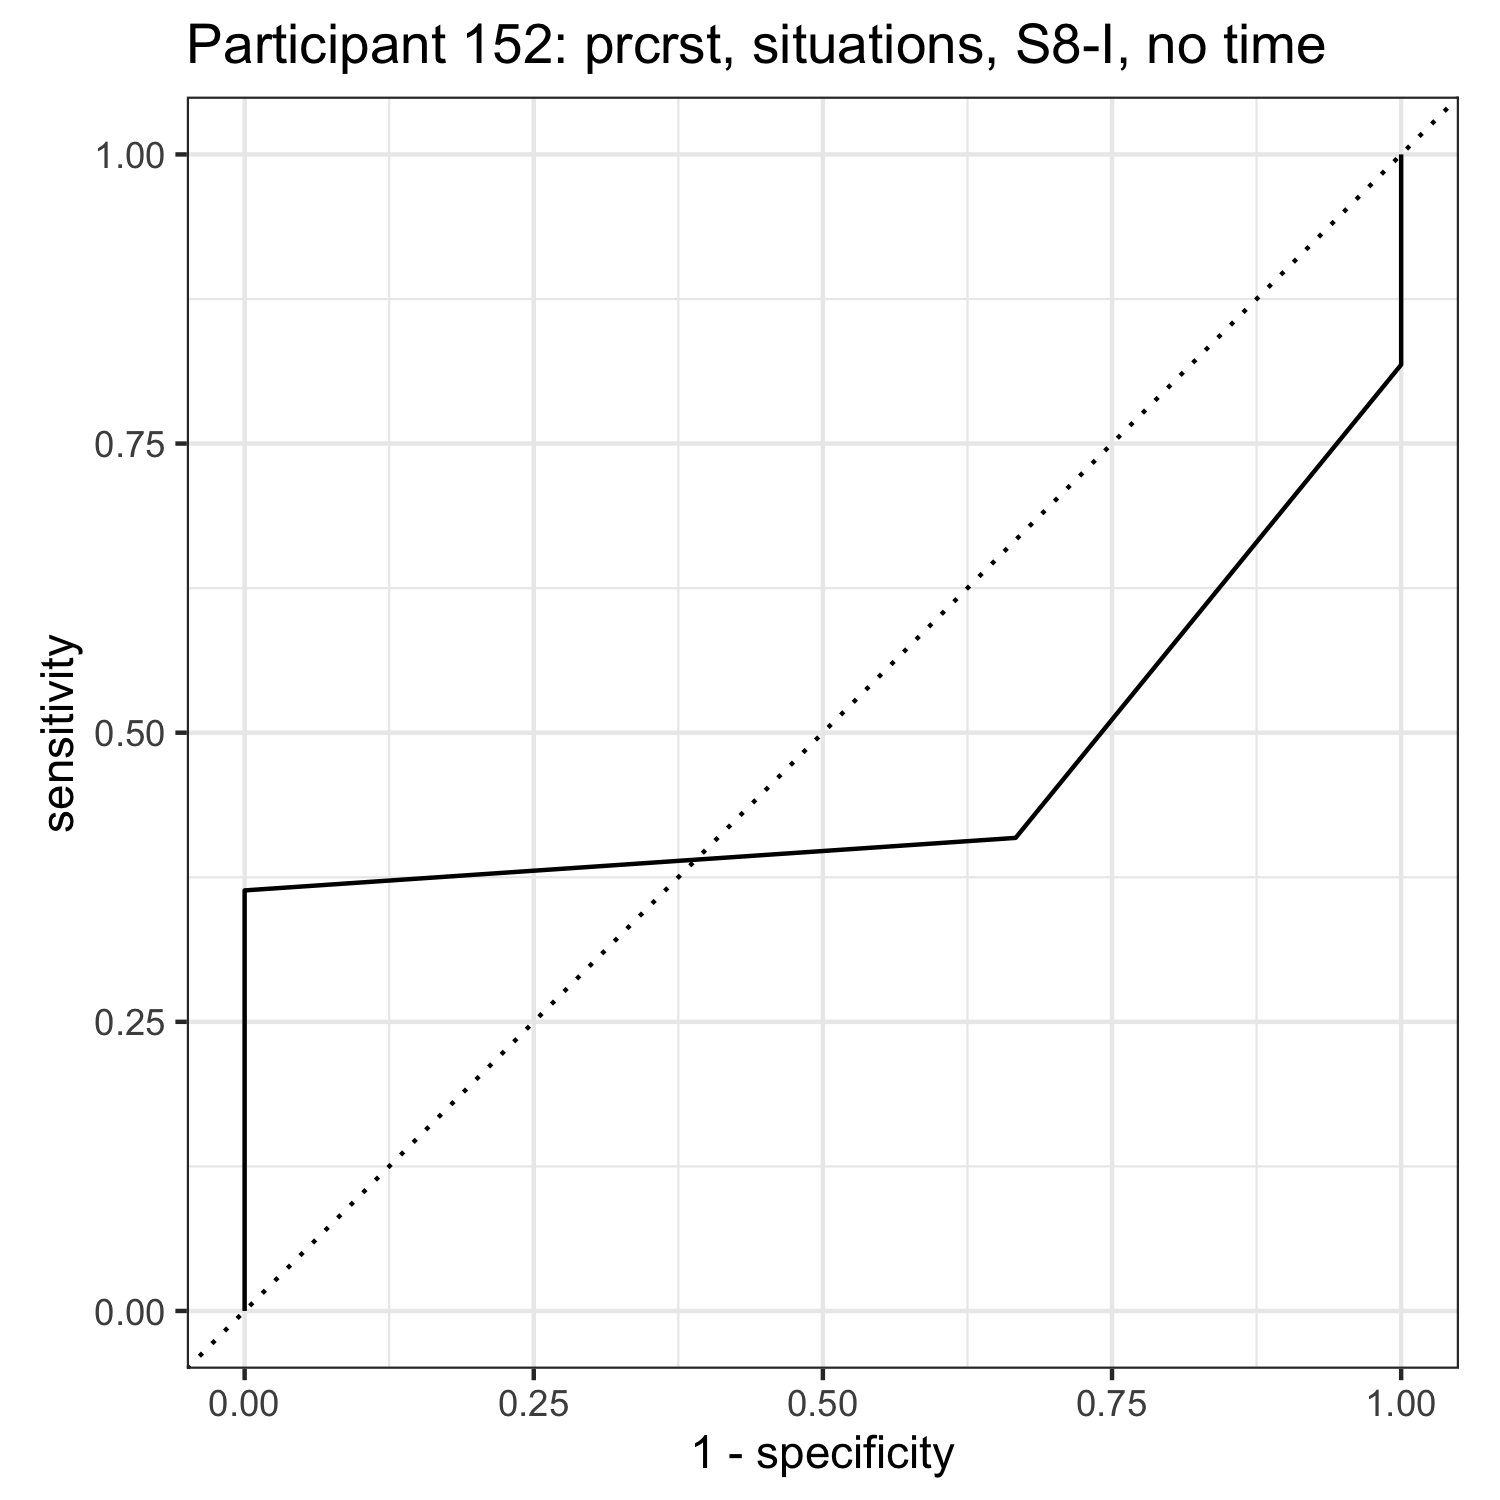 Participant 152: prcrst, situations, S8-I, no time
1.00
0.75
0.50
0.25
0.00
sensitivity
0.00 0.25 0.50 0.75 1.00
1 - specificity